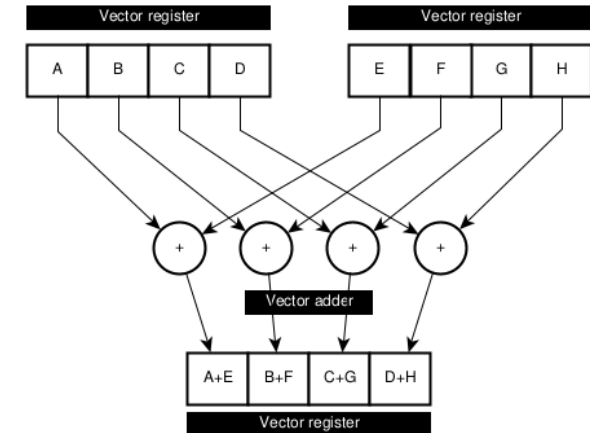 Vector register
Vector register
A B C D
E F G H
+ + + +
Vector adder
A+E B+F C+G D+H
Vector register